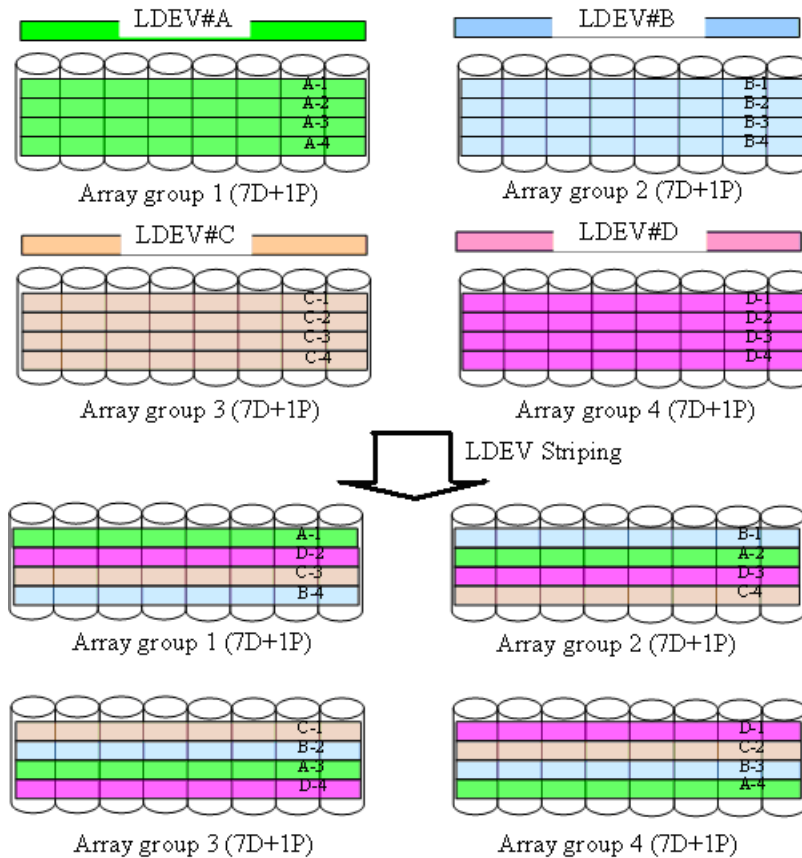 LDEV#A
A-1
A-2
A-3
A-4
Array group 1 (7D+1P)
LDEV#B
B-1
B-2
B-3
B-4
Array group 2 (7D+1P)
LDEV#C
C-1
C-2
C-3
C-4
Array group 3 (7D+1P)
LDEV#D
D-1
D-2
D-3
D-4
Array group 4 (7D+1P)
LDEV Striping
A-1
D-2
C-3
B-4
Array group 1 (7D+1P)
B-1
A-2
D-3
C-4
Array group 2 (7D+1P)
C-1
B-2
A-3
D-4
Array group 3 (7D+1P)
D-1
C-2
B-3
A-4
Array group 4 (7D+1P)